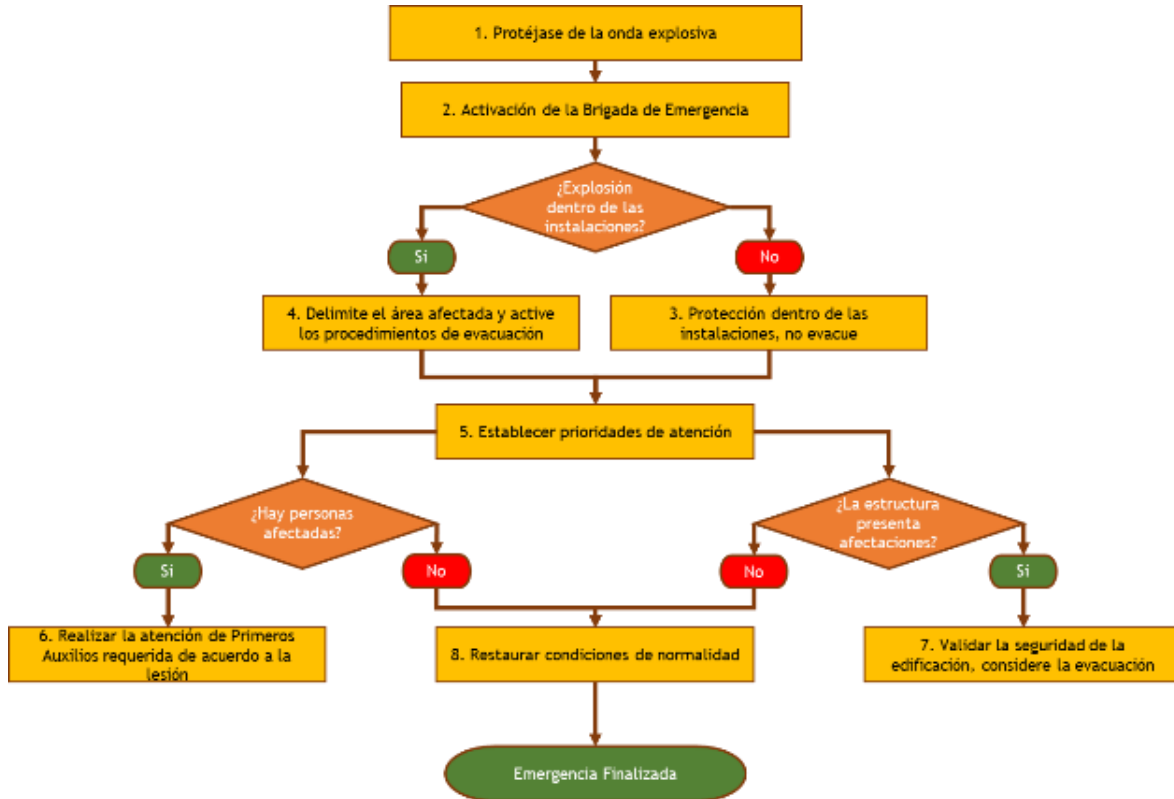 1. Protéjase de la onda explosiva
2. Activación de la Brigada de Emergencia
¿Explosión
dentro de las
instalaciones?
Si
No
4. Delimite el área afectada y active
los procedimientos de evacuación
3. Protección dentro de las
instalaciones, no evacue
5. Establecer prioridades de atención
¿Hay personas
afectadas?
¿La estructura
presenta
afectaciones?
Si
No
No
Si
6. Realizar la atención de Primeros
Auxilios requerida de acuerdo a la
lesión
8. Restaurar condiciones de normalidad
7. Validar la seguridad de la
edificación, considere la evacuación
Emergencia Finalizada